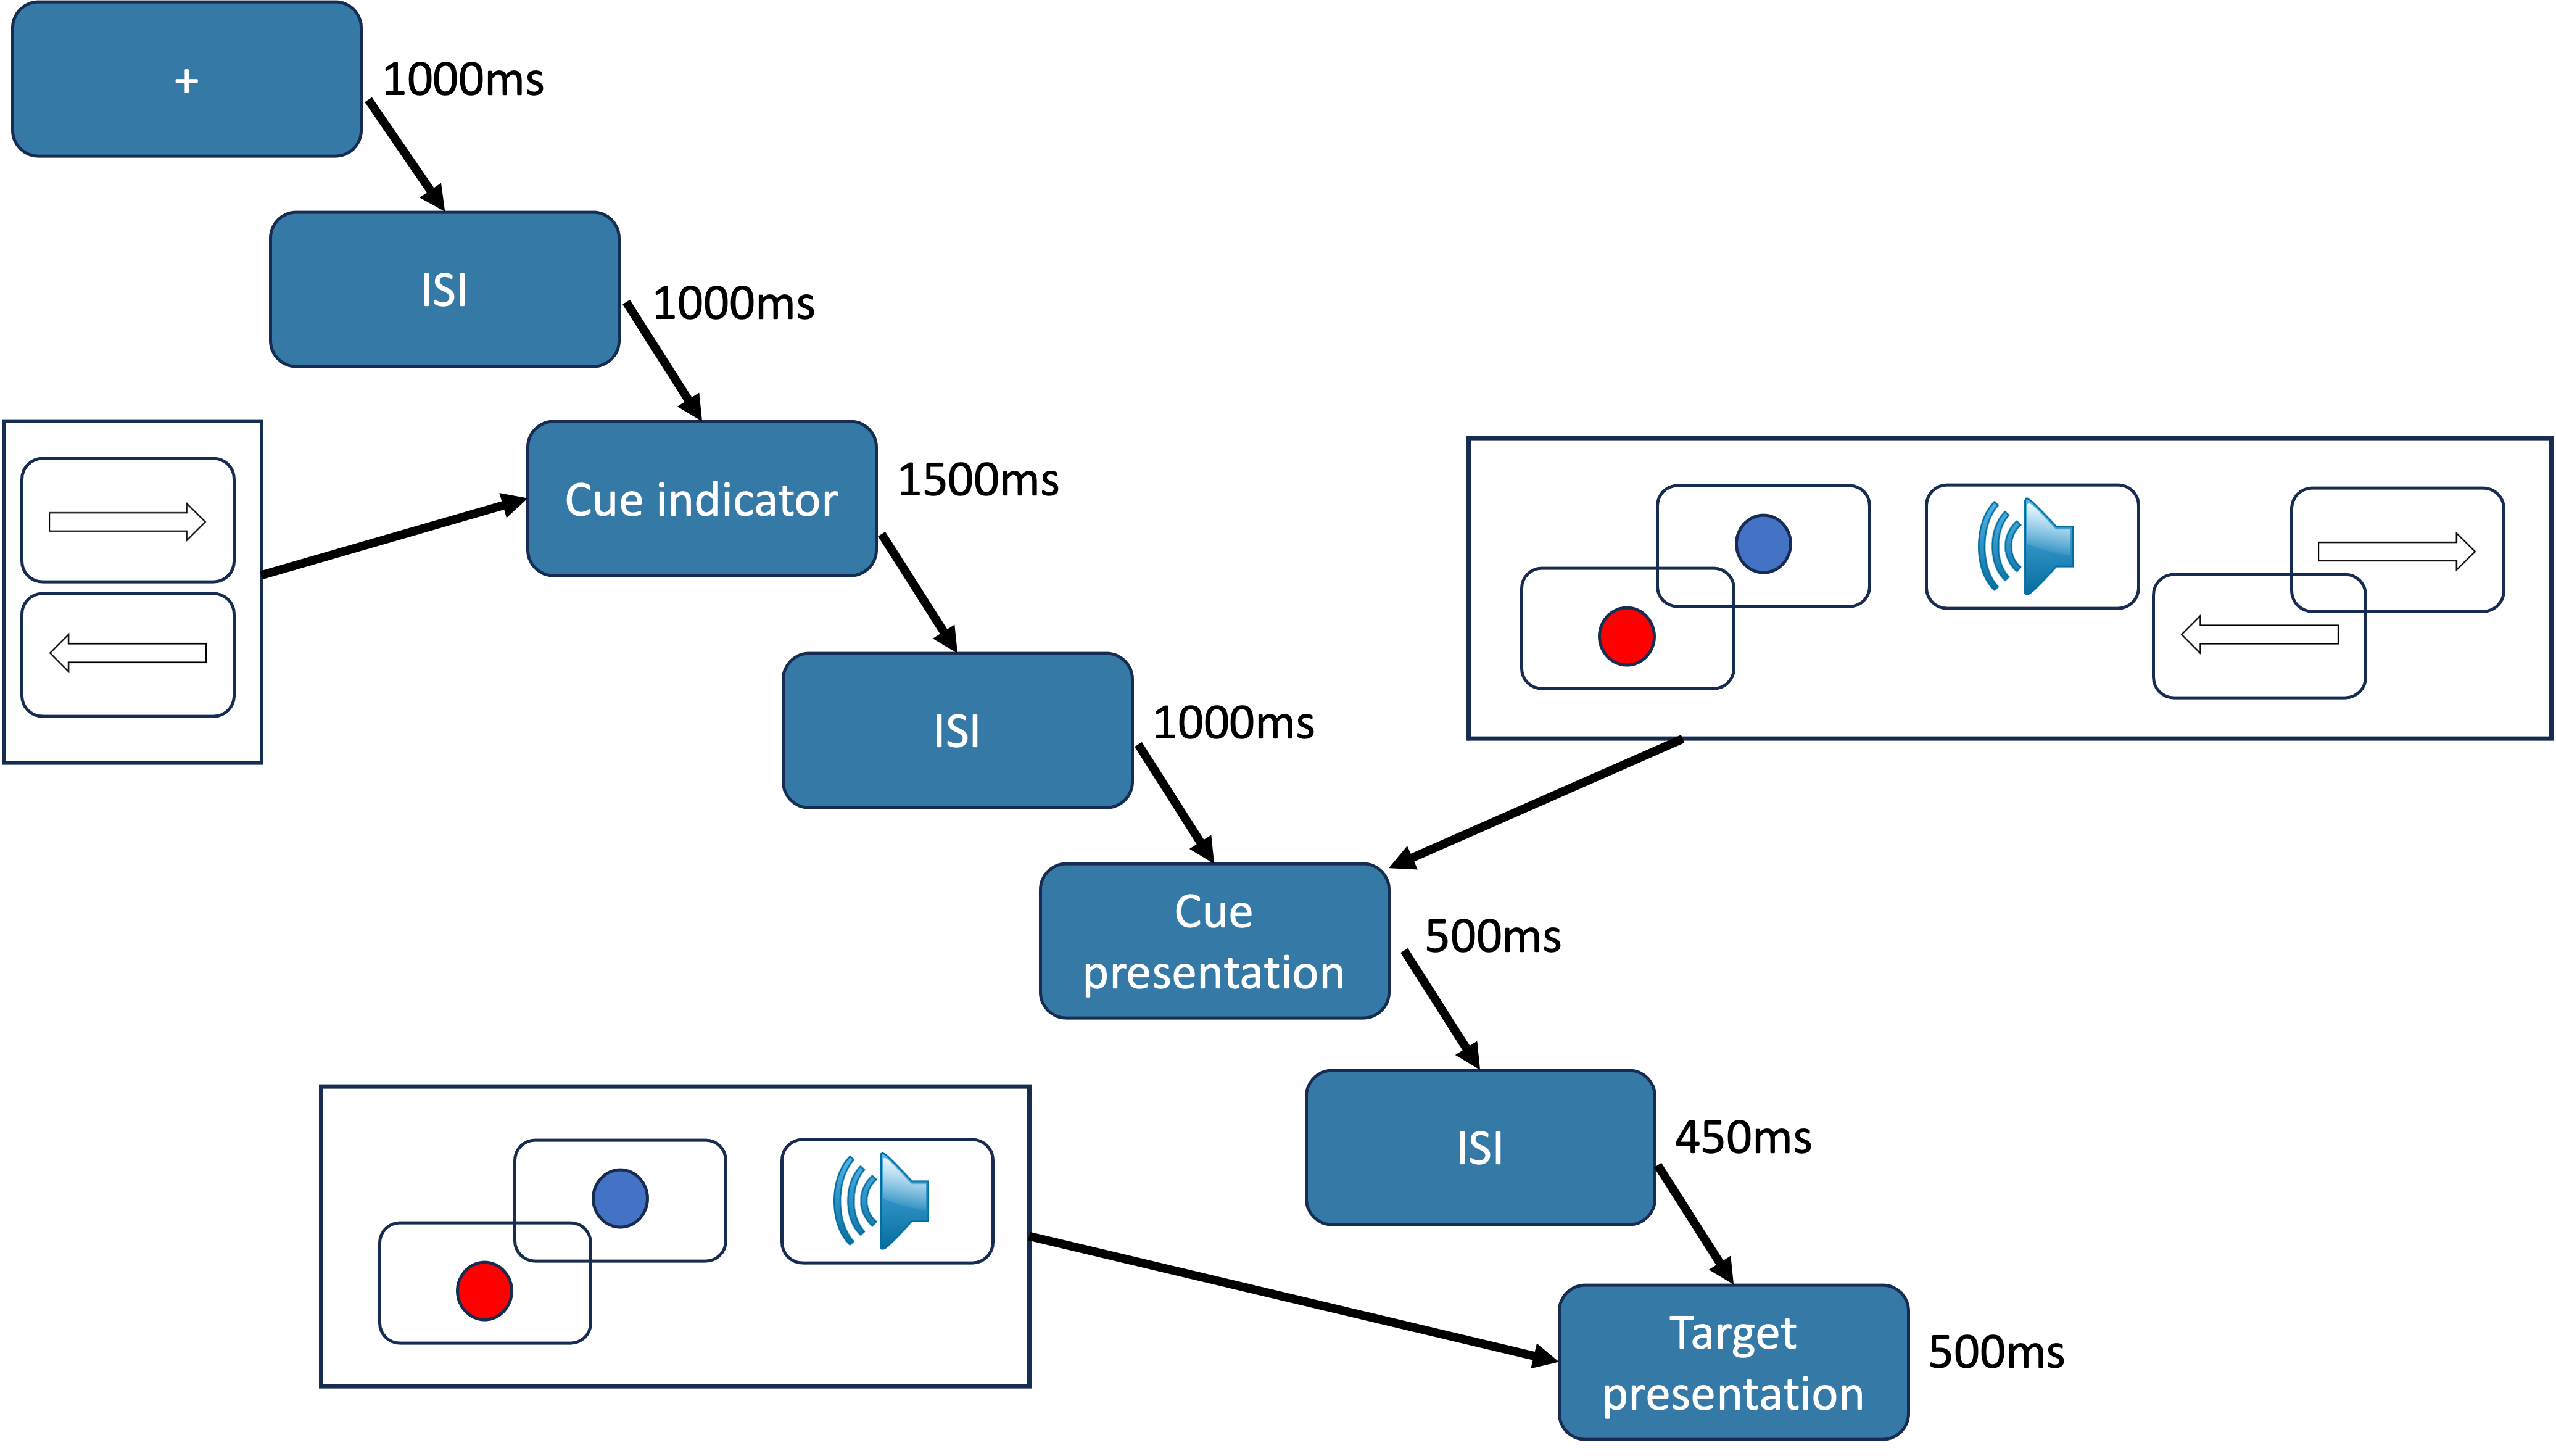 +
1000ms
ISI
1000ms
Cue indicator
1500ms
ISI
1000ms
Cue
presentation
500ms
ISI
450ms
Target
presentation
500ms